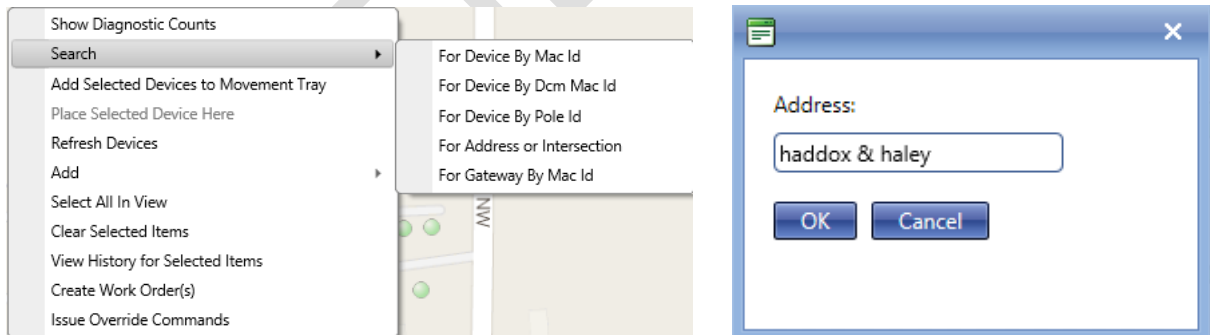 Show Diagnostic Counts
Search
Add Selected Devices to Movement Tray
Place Selected Device Here
Refresh Devices
Add
Select All In View
Clear Selected Items
View History for Selected Items
Create Work Order(s)
Issue Override Commands
For Device By Mac Id
For Device By Dcm Mac Id
For Device By Pole Id
For Address or Intersection
For Gateway By Mac Id
NW
Address:
haddox & haley
OK Cancel